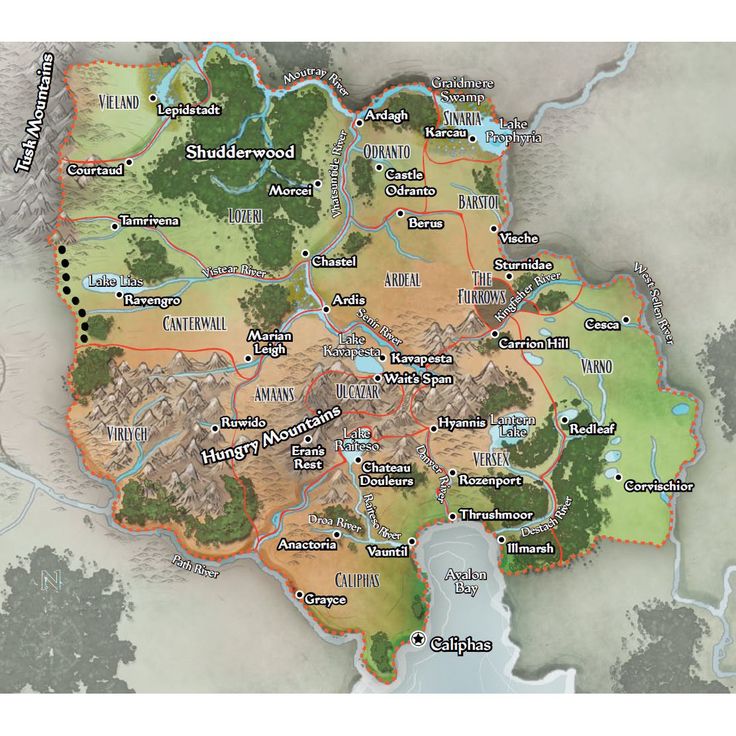 Tusk Mountains
Vieland
Lepidstadt
Moutray River
Graidmere
Swamp
Sinaria
Lake
Prophyria
Karcau
Ardagh
Courtaud
Shudderwood
Morcei
Vhatsuntide River
Odranto
Castle
Odranto
Barstoi
Lozeri
Tamrivena
Berus
Vische
Chastel
Vistear River
Lake Lias
Ravengro
Ardeal
The
Furrows
Sturnidae
Kingfisher River
West Sellen River
Canterwall
Ardis
Senir River
Marian
Leigh
Lake
Kavapesta
Kavapesta
Carrion Hill
Cesca
Varno
Wait's Span
Amaans
Ulcazar
Virlych
Ruwido
Hungry Mountains
Eran's
Rest
Lake
Raiteso
Hyannis
Lantern
Lake
Redleaf
Chateau
Douleurs
Danver River
Versex
Rozenport
Corvischior
Raiteso River
Droa River
Thrushmoor
Destach River
Anactoria
Vauntil
Illmarsh
Path River
Caliphas
Avalon
Bay
Grayce
N
Caliphas